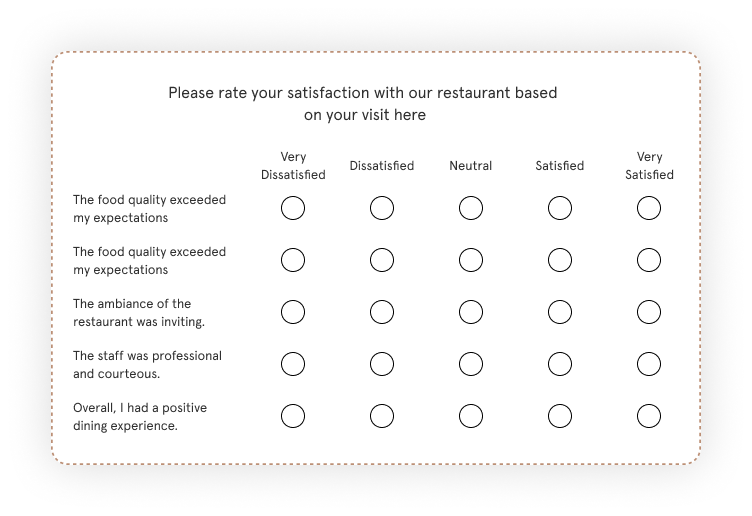 Please rate your satisfaction with our restaurant based
on your visit here
Very
Dissatisfied
Dissatisfied
Neutral
Satisfied
Very
Satisfied
The food quality exceeded
my expectations
The food quality exceeded
my expectations
The ambiance of the
restaurant was inviting.
The staff was professional
and courteous.
Overall, I had a positive
dining experience.